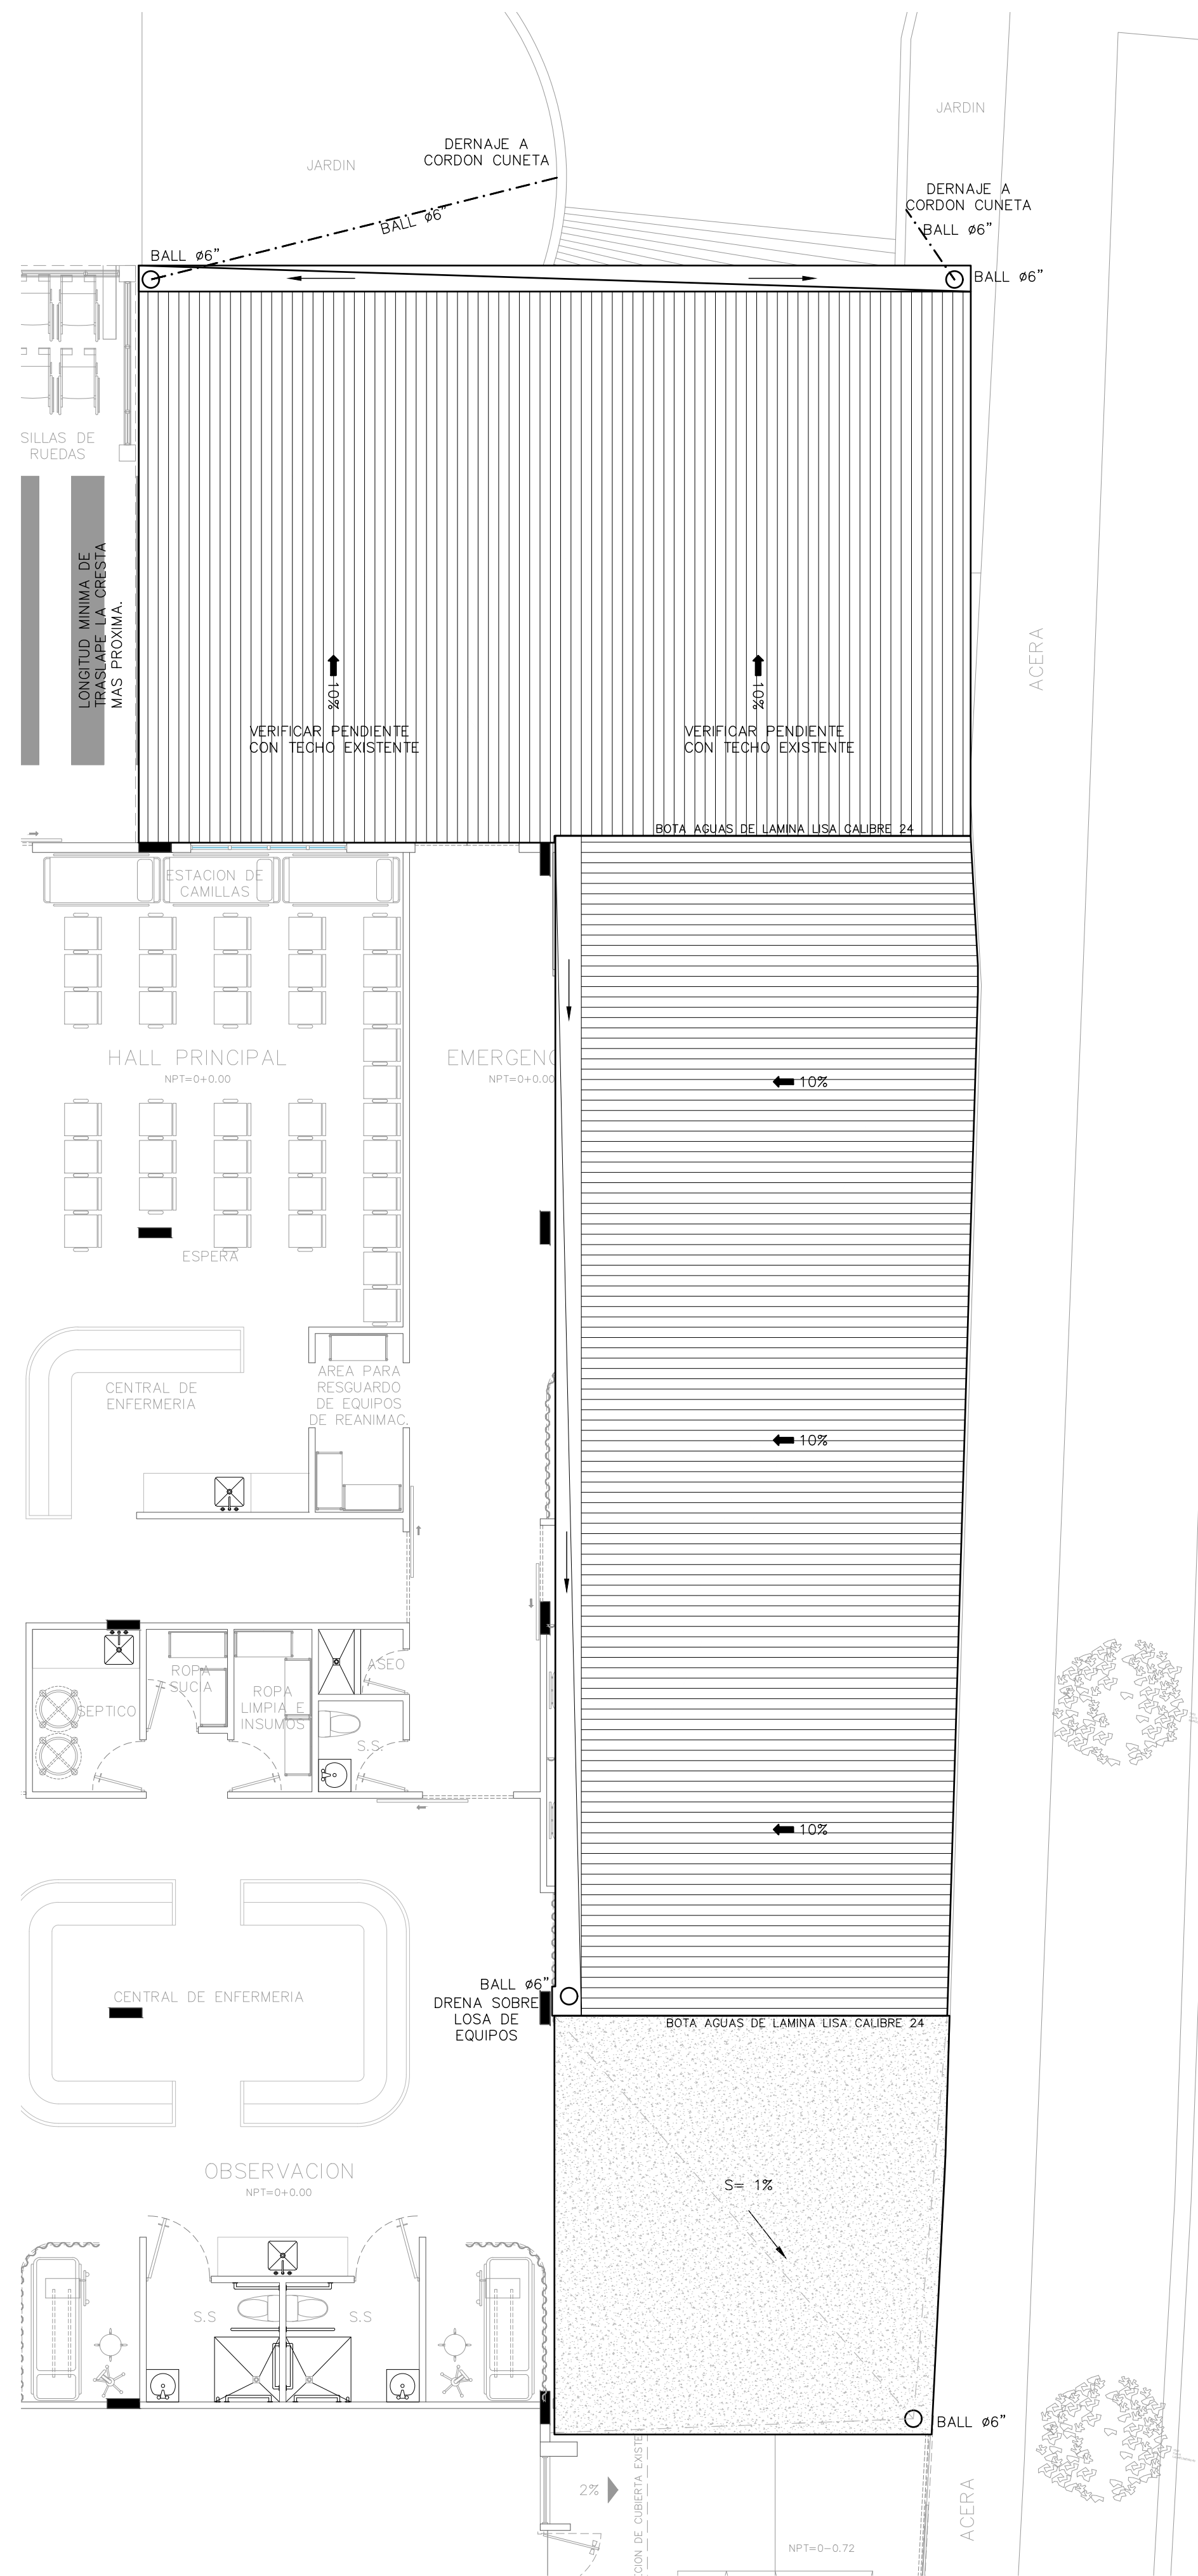 JARDIN
DERNAJE A
CORDON CUNETA
JARDIN
DERNAJE A
CORDON CUNETA
BALL ø6"
BALL ø6"
BALL ø6"
BALL ø6"
SILLAS DE
RUEDAS
LONGITUD MINIMA DE
TRASLAPE LA CRESTA
MAS PROXIMA.
10%
VERIFICAR PENDIENTE
CON TECHO EXISTENTE
10%
VERIFICAR PENDIENTE
CON TECHO EXISTENTE
ACERA
BOTA AGUAS DE LAMINA LISA CALIBRE 24
ESTACION DE
CAMILLAS
HALL PRINCIPAL
NPT=0+0.00
EMERGENC
NPT=0+0.00
10%
ESPERA
AREA PARA
RESGUARDO
DE EQUIPOS
DE REANIMAC.
CENTRAL DE
ENFERMERIA
10%
ROPA
SUCIA
ASEO
ROPA
LIMPIA E
INSUMOS
SEPTICO
S.S.
10%
BALL ø6"
DRENA SOBRE
LOSA DE
EQUIPOS
CENTRAL DE ENFERMERIA
BOTA AGUAS DE LAMINA LISA CALIBRE 24
OBSERVACION
NPT=0+0.00
S= 1%
S.S
S.S
BALL ø6"
2%
CION DE CUBIERTA EXISTE
ACERA
NPT=0-0.72